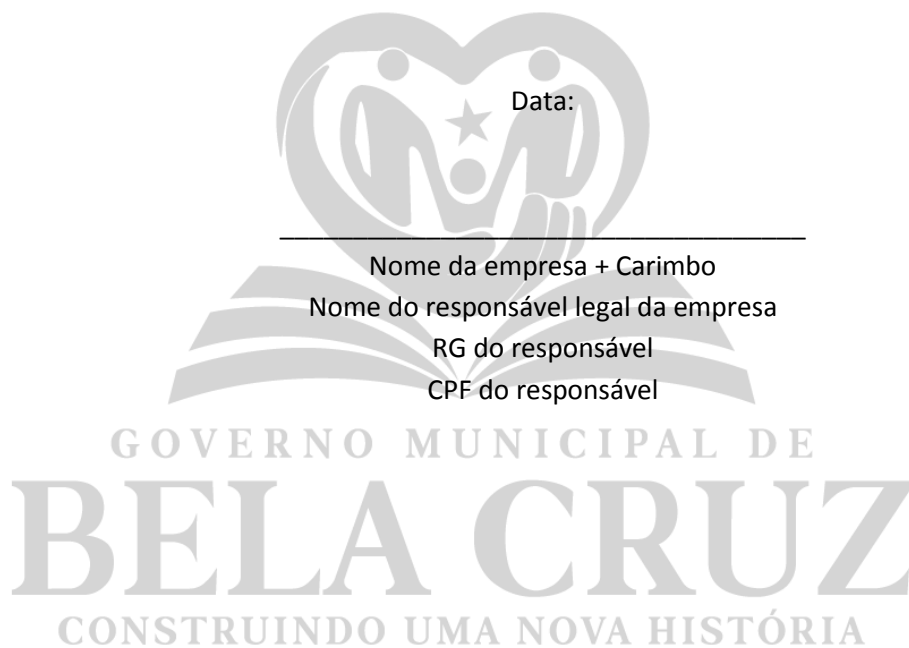 Data:
____________________________________
Nome da empresa + Carimbo
Nome do responsável legal da empresa
RG do responsável
CPF do responsável
GOVERNO MUNICIPAL DE
BELA CRUZ
CONSTRUINDO UMA NOVA HISTÓRIA